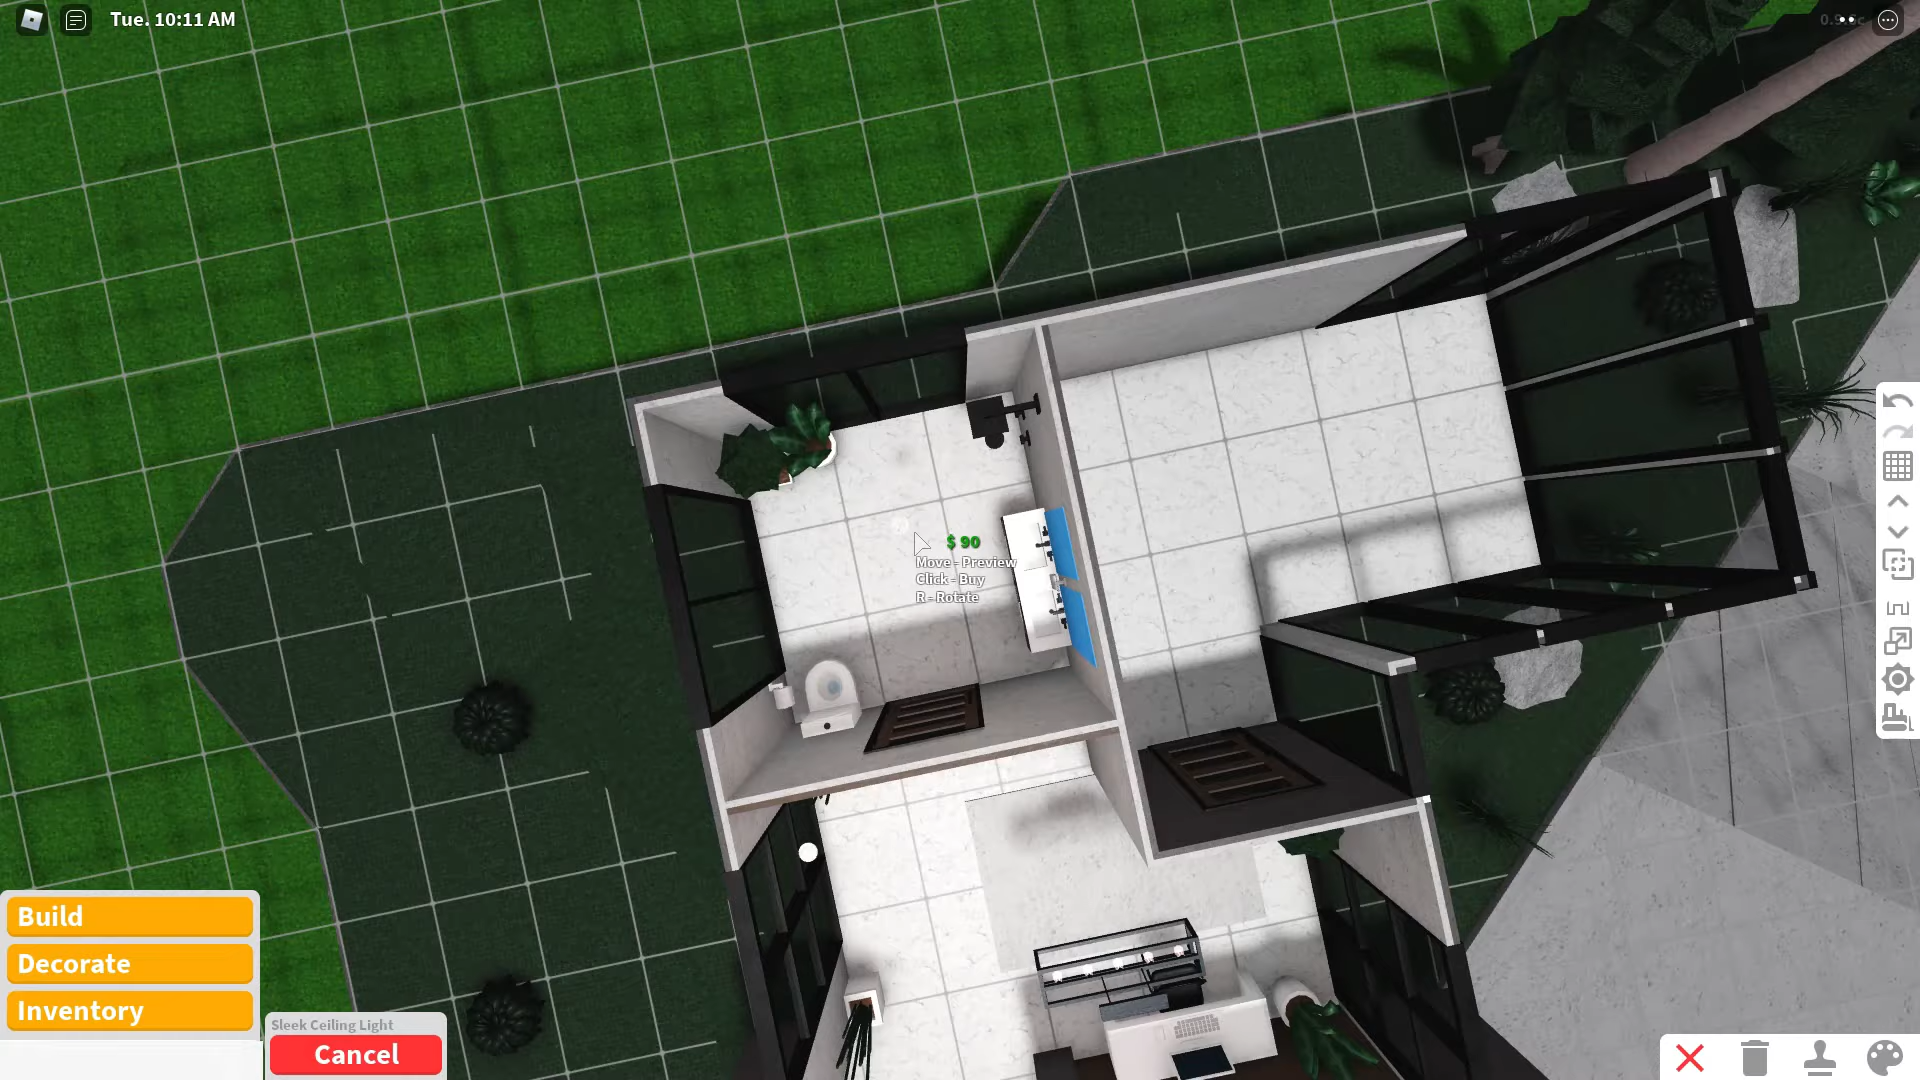 Tue. 10:11 AM
$ 90
Move - Preview
Click - Buy
R - Rotate
Build
Decorate
Inventory
Sleek Ceiling Light
Cancel